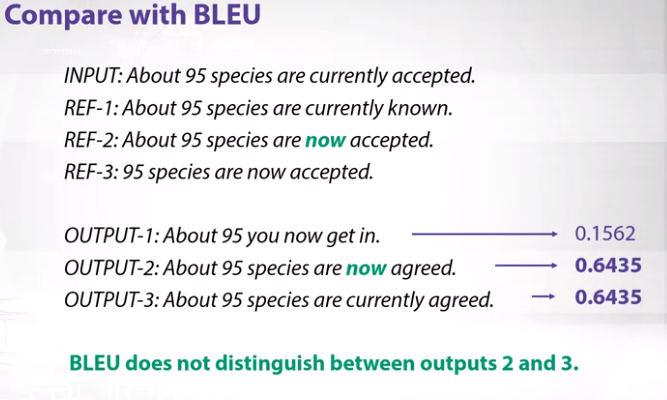 Compare with BLEU
INPUT: About 95 species are currently accepted.
REF-1: About 95 species are currently known.
REF-2: About 95 species are now accepted.
REF-3: 95 species are now accepted.
OUTPUT-1: About 95 you now get in. 0.1562
OUTPUT-2: About 95 species are now agreed. 0.6435
OUTPUT-3: About 95 species are currently agreed. 0.6435
BLEU does not distinguish between outputs 2 and 3.